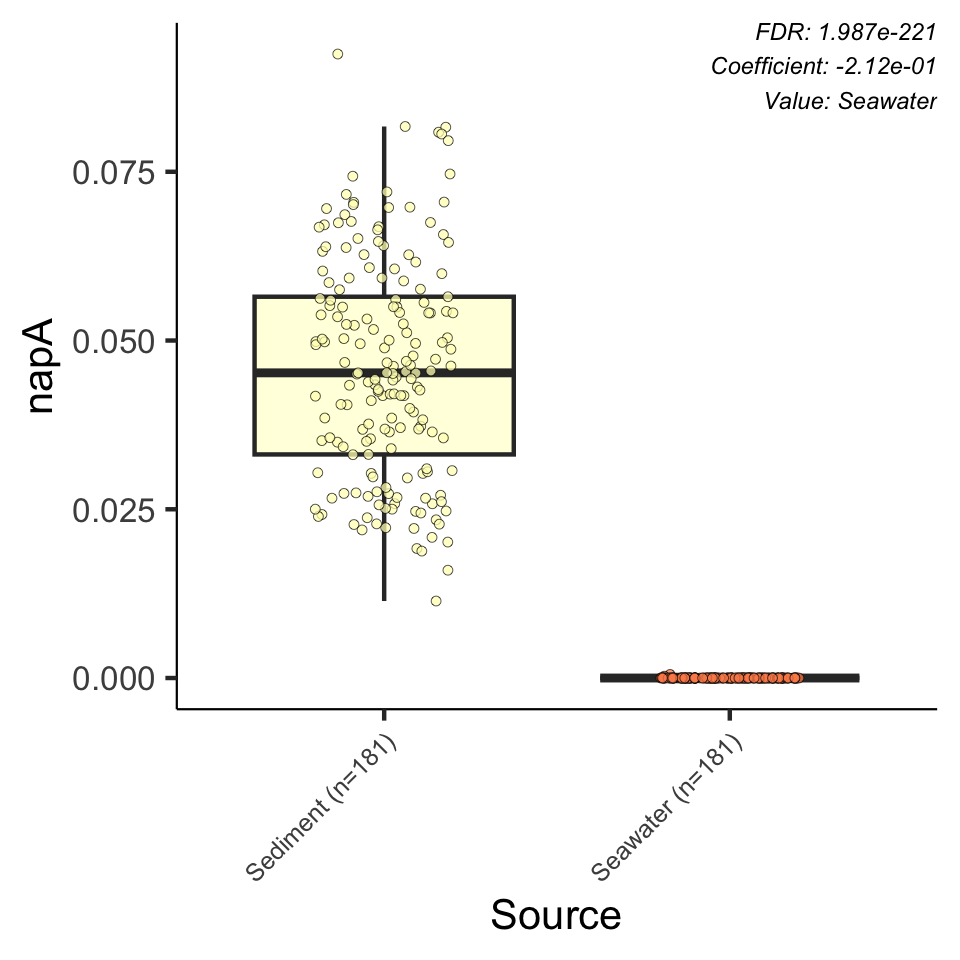 FDR: 1.987e-221
Coefficient: -2.12e-01
Value: Seawater
napA
0.075
0.050
0.025
0.000
Sediment (n=181)
Seawater (n=181)
Source